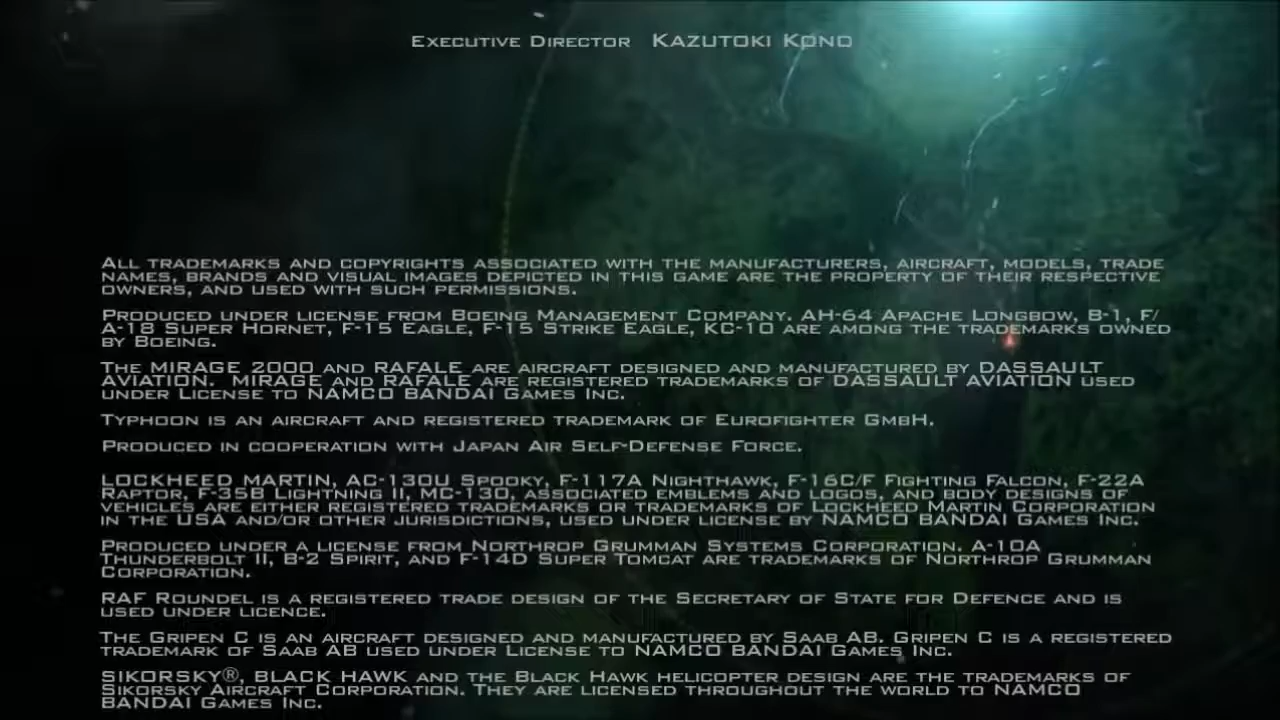 Executive Director Kazutoki Kono
All trademarks and copyrights associated with the manufacturers, aircraft, models, trade
names, brands and visual images depicted in this game are the property of their respective
owners, and used with such permissions.
Produced under license from Boeing Management Company. AH-64 Apache Longbow, B-1, F/
A-18 Super Hornet, F-15 Eagle, F-15 Strike Eagle, KC-10 are among the trademarks owned
by Boeing.
The MIRAGE 2000 and RAFALE are aircraft designed and manufactured by DASSAULT
AVIATION. MIRAGE and RAFALE are registered trademarks of DASSAULT AVIATION used
under License to NAMCO BANDAI Games Inc.
Typhoon is an aircraft and registered trademark of Eurofighter GmbH.
Produced in cooperation with Japan Air Self-Defense Force.
LOCKHEED MARTIN, AC-130U Spooky, F-117A Nighthawk, F-16C/F Fighting Falcon, F-22A
Raptor, F-35B Lightning II, MC-130, associated emblems and logos, and body designs of
vehicles are either registered trademarks or trademarks of Lockheed Martin Corporation
in the USA and/or other jurisdictions, used under license by NAMCO BANDAI Games Inc.
Produced under a license from Northrop Grumman Systems Corporation. A-10A
Thunderbolt II, B-2 Spirit, and F-14D Super Tomcat are trademarks of Northrop Grumman
Corporation.
RAF Roundel is a registered trade design of the Secretary of State for Defence and is
used under licence.
The Gripen C is an aircraft designed and manufactured by Saab AB. Gripen C is a registered
trademark of Saab AB used under License to NAMCO BANDAI Games Inc.
SIKORSKY®, BLACK HAWK and the Black Hawk helicopter design are the trademarks of
Sikorsky Aircraft Corporation. They are licensed throughout the world to NAMCO
BANDAI Games Inc.